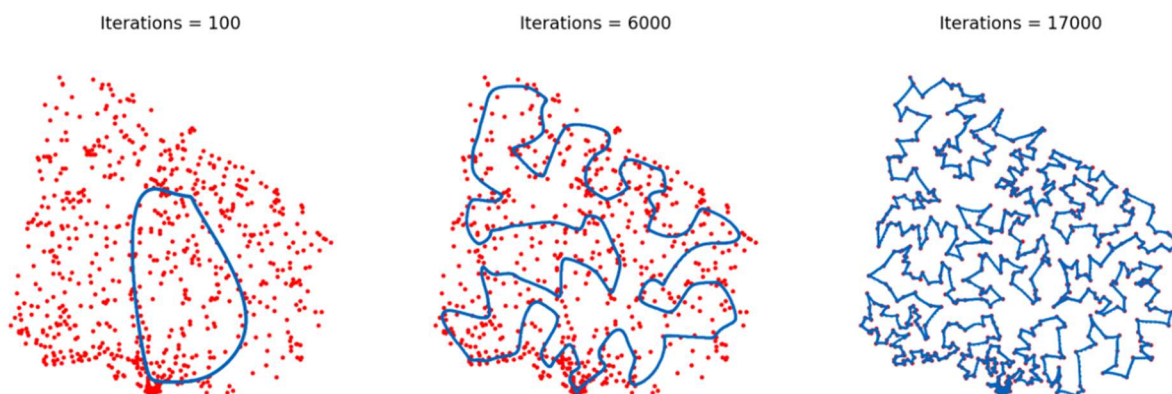 Iterations = 100
Iterations = 6000
Iterations = 17000